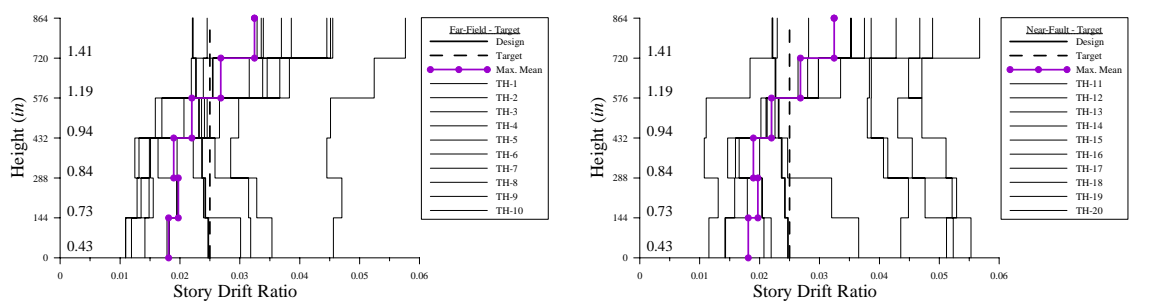 864
720
576
432
288
144
0
Height (in)
1.41
1.19
0.94
0.84
0.73
0.43
0
0.01
0.02
0.03
0.04
0.05
0.06
Story Drift Ratio
Far-Field - Target
Design
Target
Max. Mean
TH-1
TH-2
TH-3
TH-4
TH-5
TH-6
TH-7
TH-8
TH-9
TH-10
864
720
576
432
288
144
0
Height (in)
1.41
1.19
0.94
0.84
0.73
0.43
0
0.01
0.02
0.03
0.04
0.05
0.06
Story Drift Ratio
Near-Fault - Target
Design
Target
Max. Mean
TH-11
TH-12
TH-13
TH-14
TH-15
TH-16
TH-17
TH-18
TH-19
TH-20